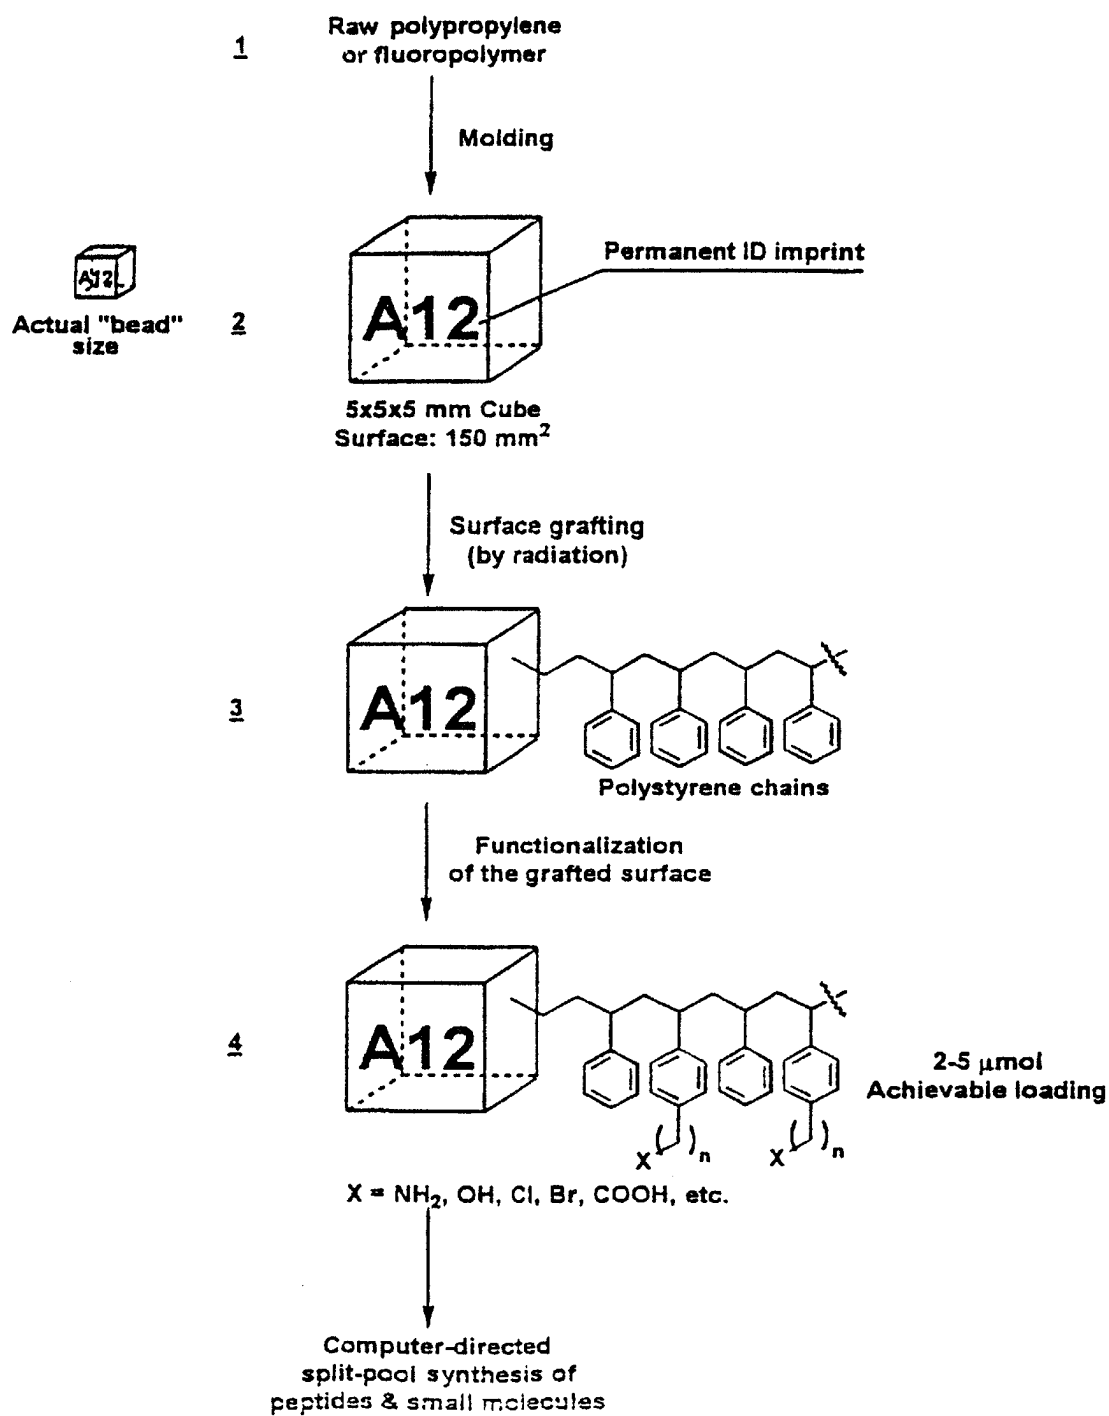 1
Raw polypropylene
or fluoropolymer
Molding
Permanent ID imprint
A12
Actual "bead"
size
2
A12
5x5x5 mm Cube
Surface: 150 mm²
Surface grafting
(by radiation)
3
A12
Polystyrene chains
Functionalization
of the grafted surface
4
A12
2-5 µmol
Achievable loading
X ( )n
X ( )n
X = NH₂, OH, Cl, Br, COOH, etc.
Computer-directed
split-pool synthesis of
peptides & small molecules